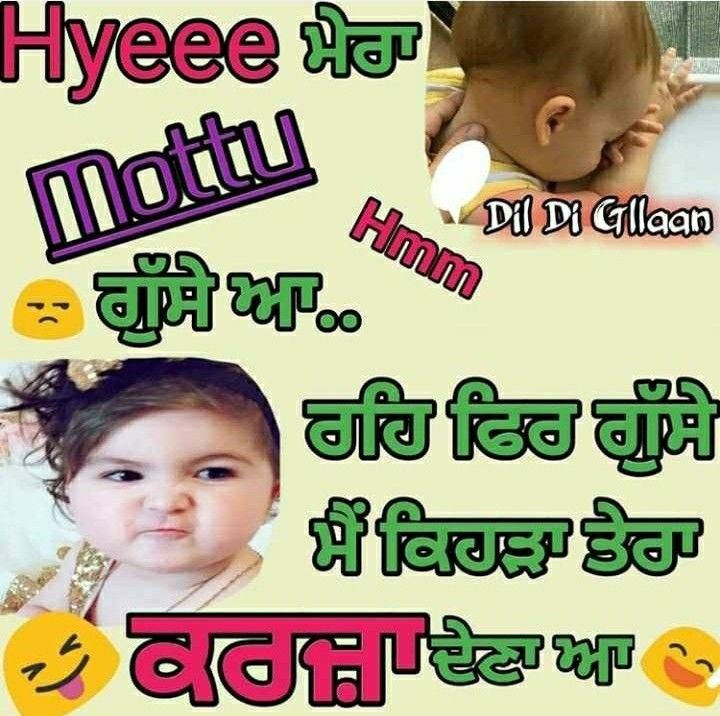 Hyeee ਮੇਰਾ
Mottu
Dil Di Gllaan
Hmm
ਗੁੱਸੇ ਆ..
ਰਹਿ ਫਿਰ ਗੁੱਸੇ
ਮੈਂ ਕਿਹੜਾ ਤੇਰਾ
ਕਰਜ਼ਾ ਦੇਣਾ ਆ